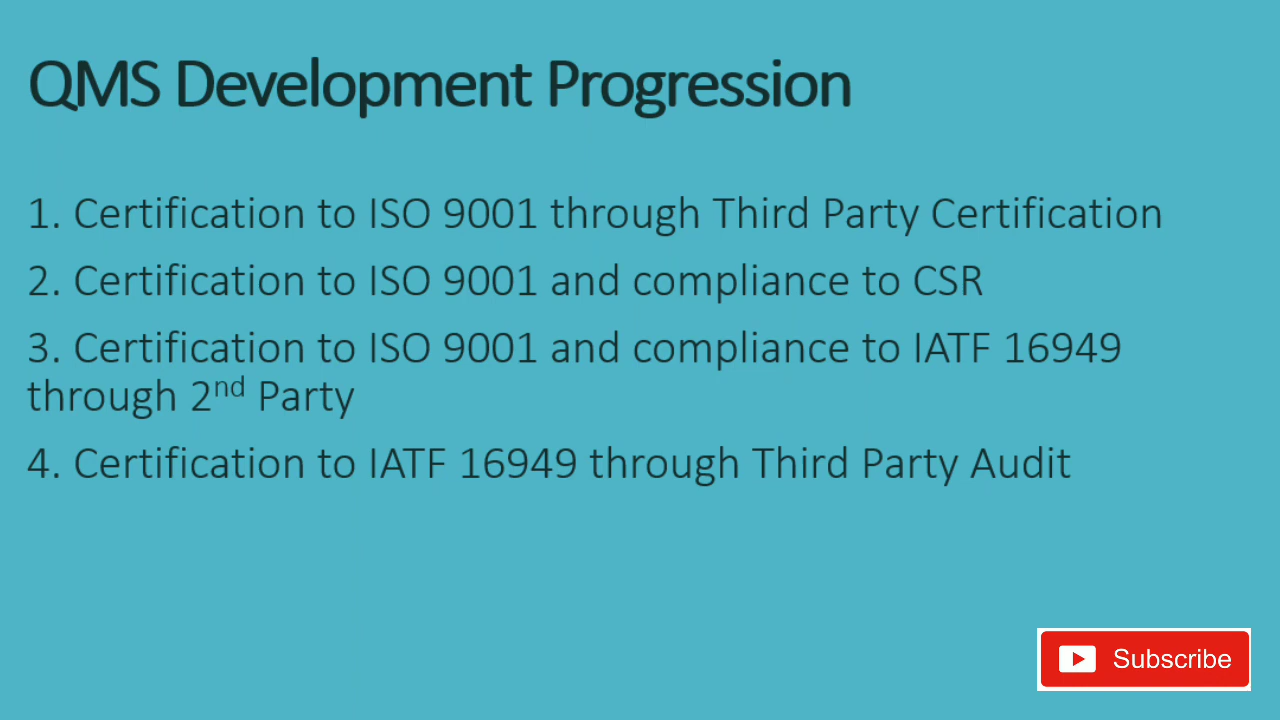 QMS Development Progression
1. Certification to ISO 9001 through Third Party Certification
2. Certification to ISO 9001 and compliance to CSR
3. Certification to ISO 9001 and compliance to IATF 16949
through 2nd Party
4. Certification to IATF 16949 through Third Party Audit
Subscribe